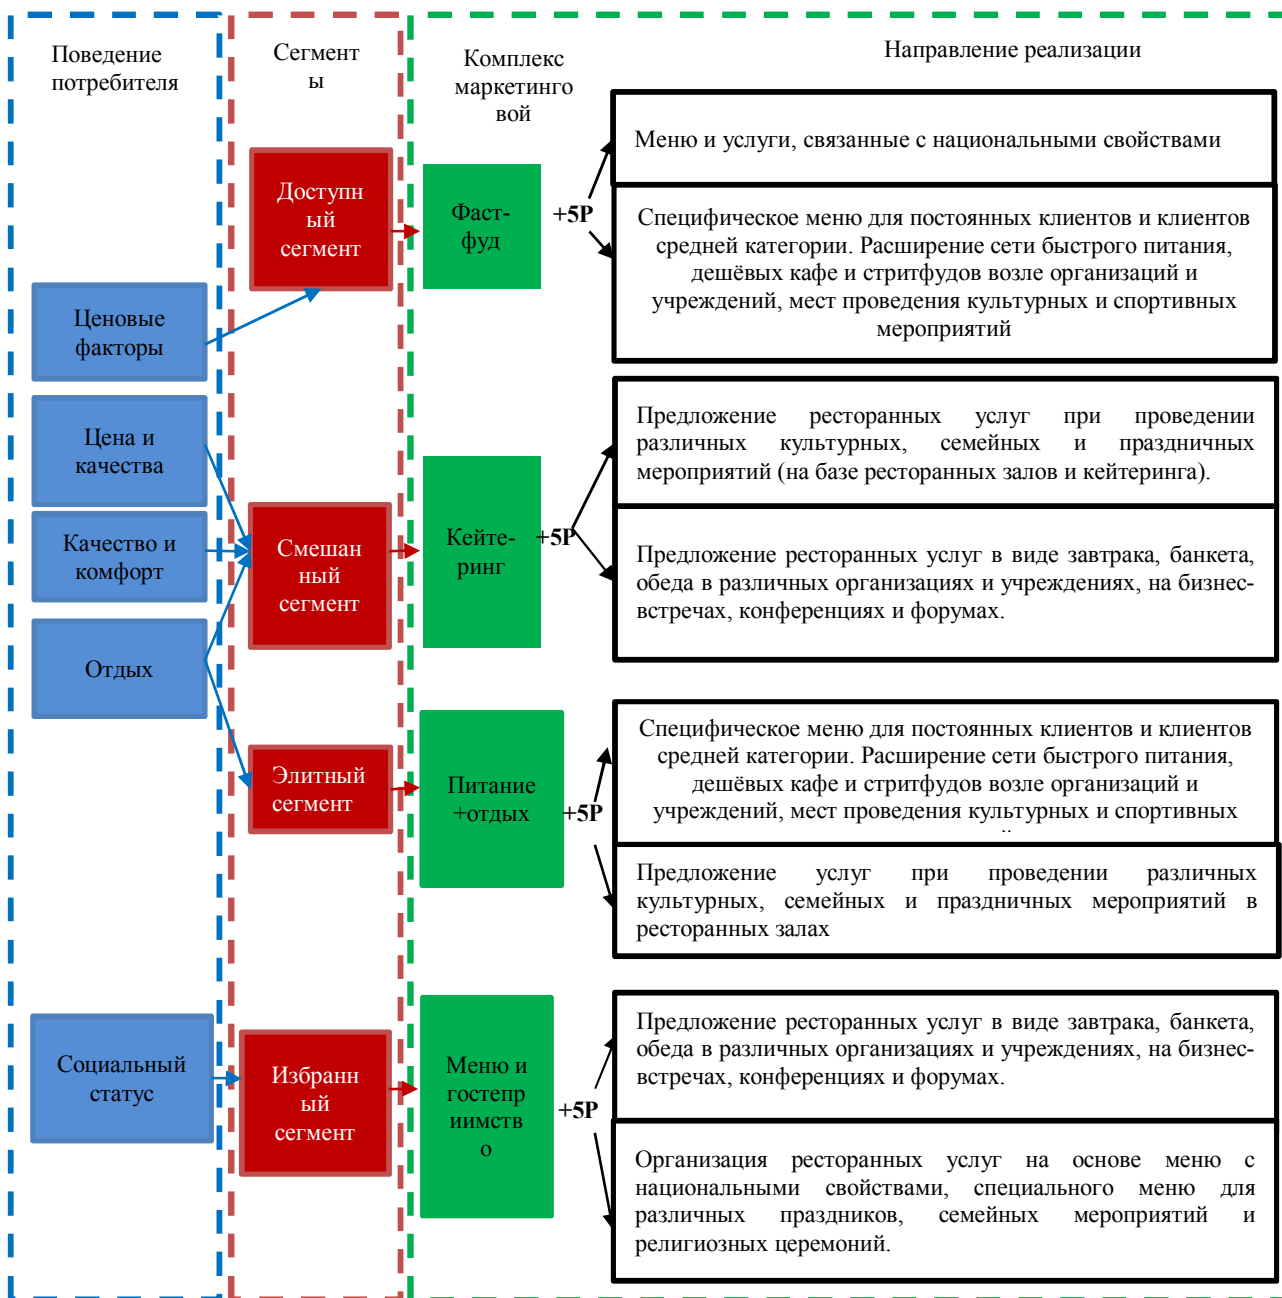 Поведение
потребителя
Сегмент
ы
Комплекс
маркетинго
вой
Направление реализации
Ценовые
факторы
Цена и
качества
Качество и
комфорт
Отдых
Социальный
статус
Доступн
ый
сегмент
Смешан
ный
сегмент
Элитный
сегмент
Избранн
ый
сегмент
Фаст-
фуд
+5P
Кейте-
ринг
+5P
Питание
+отдых
+5P
Меню и
гостепр
иимств
о
+5P
Меню и услуги, связанные с национальными свойствами
Специфическое меню для постоянных клиентов и клиентов
средней категории. Расширение сети быстрого питания,
дешёвых кафе и стритфудов возле организаций и
учреждений, мест проведения культурных и спортивных
мероприятий
Предложение ресторанных услуг при проведении
различных культурных, семейных и праздничных
мероприятий (на базе ресторанных залов и кейтеринга).
Предложение ресторанных услуг в виде завтрака, банкета,
обеда в различных организациях и учреждениях, на бизнес-
встречах, конференциях и форумах.
Специфическое меню для постоянных клиентов и клиентов
средней категории. Расширение сети быстрого питания,
дешёвых кафе и стритфудов возле организаций и
учреждений, мест проведения культурных и спортивных
Предложение услуг при проведении различных
культурных, семейных и праздничных мероприятий в
ресторанных залах
Предложение ресторанных услуг в виде завтрака, банкета,
обеда в различных организациях и учреждениях, на бизнес-
встречах, конференциях и форумах.
Организация ресторанных услуг на основе меню с
национальными свойствами, специального меню для
различных праздников, семейных мероприятий и
религиозных церемоний.